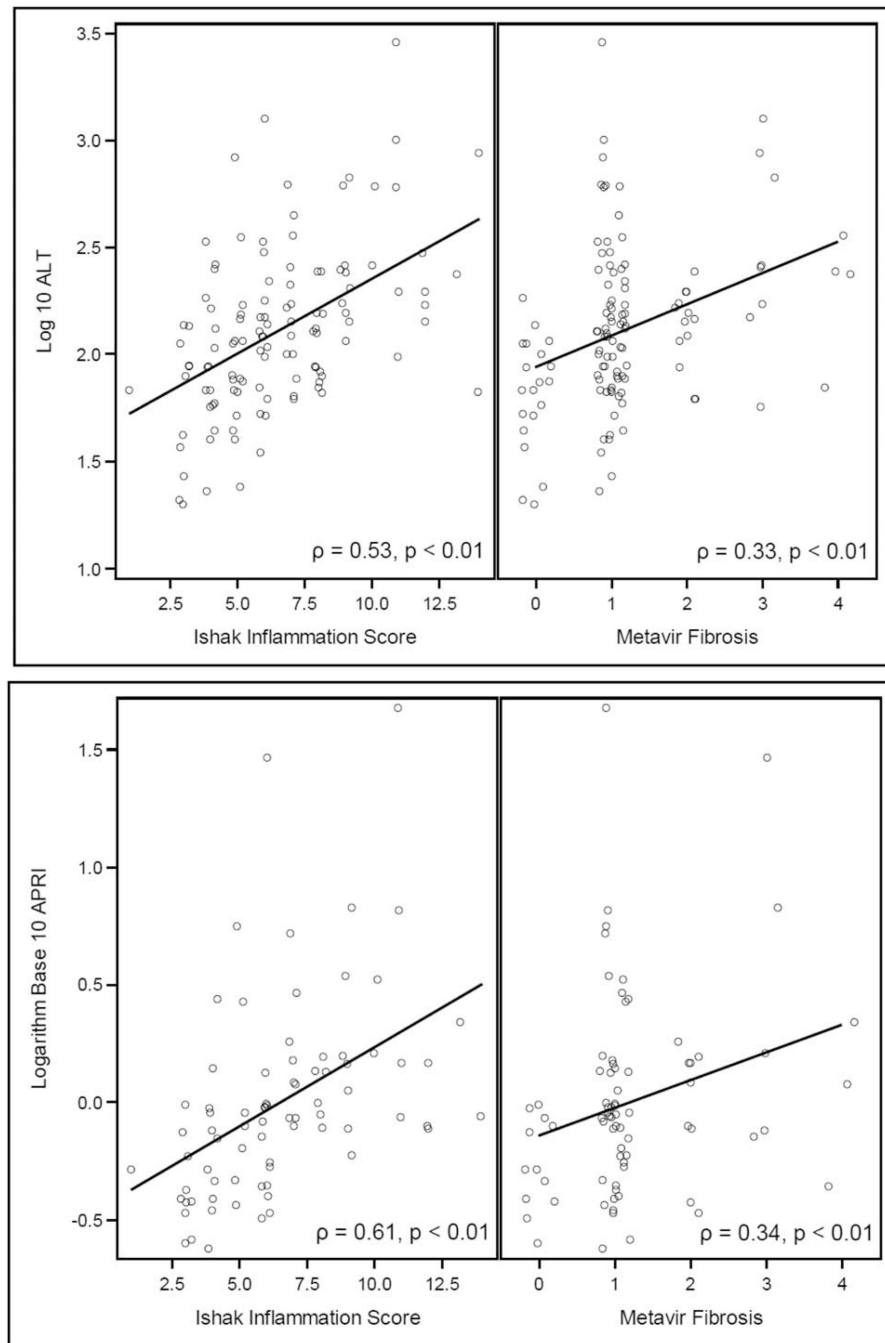 3.5
3.0
2.5
2.0
1.5
1.0
Log 10 ALT
ρ = 0.53, p < 0.01
ρ = 0.33, p < 0.01
2.5 5.0 7.5 10.0 12.5
0 1 2 3 4
Ishak Inflammation Score
Metavir Fibrosis
1.5
1.0
0.5
0.0
-0.5
Logarithm Base 10 APRI
ρ = 0.61, p < 0.01
ρ = 0.34, p < 0.01
2.5 5.0 7.5 10.0 12.5
0 1 2 3 4
Ishak Inflammation Score
Metavir Fibrosis